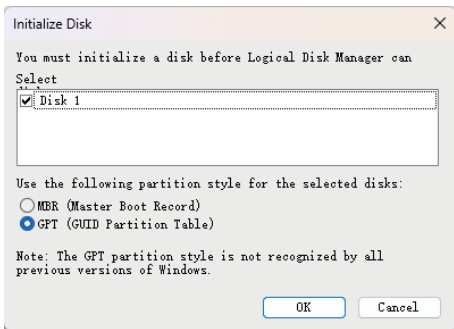 Initialize Disk
You must initialize a disk before Logical Disk Manager can
Select
Disk 1
Use the following partition style for the selected disks:
MBR (Master Boot Record)
GPT (GUID Partition Table)
Note: The GPT partition style is not recognized by all
previous versions of Windows.
OK Cancel